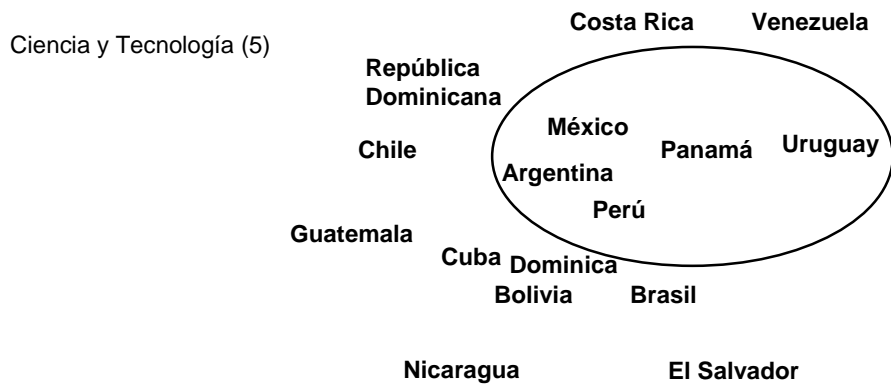 Costa Rica Venezuela
Ciencia y Tecnología (5)
República
Dominicana
México
Chile Panamá Uruguay
Argentina
Perú
Guatemala
Cuba Dominica
Bolivia Brasil
Nicaragua El Salvador